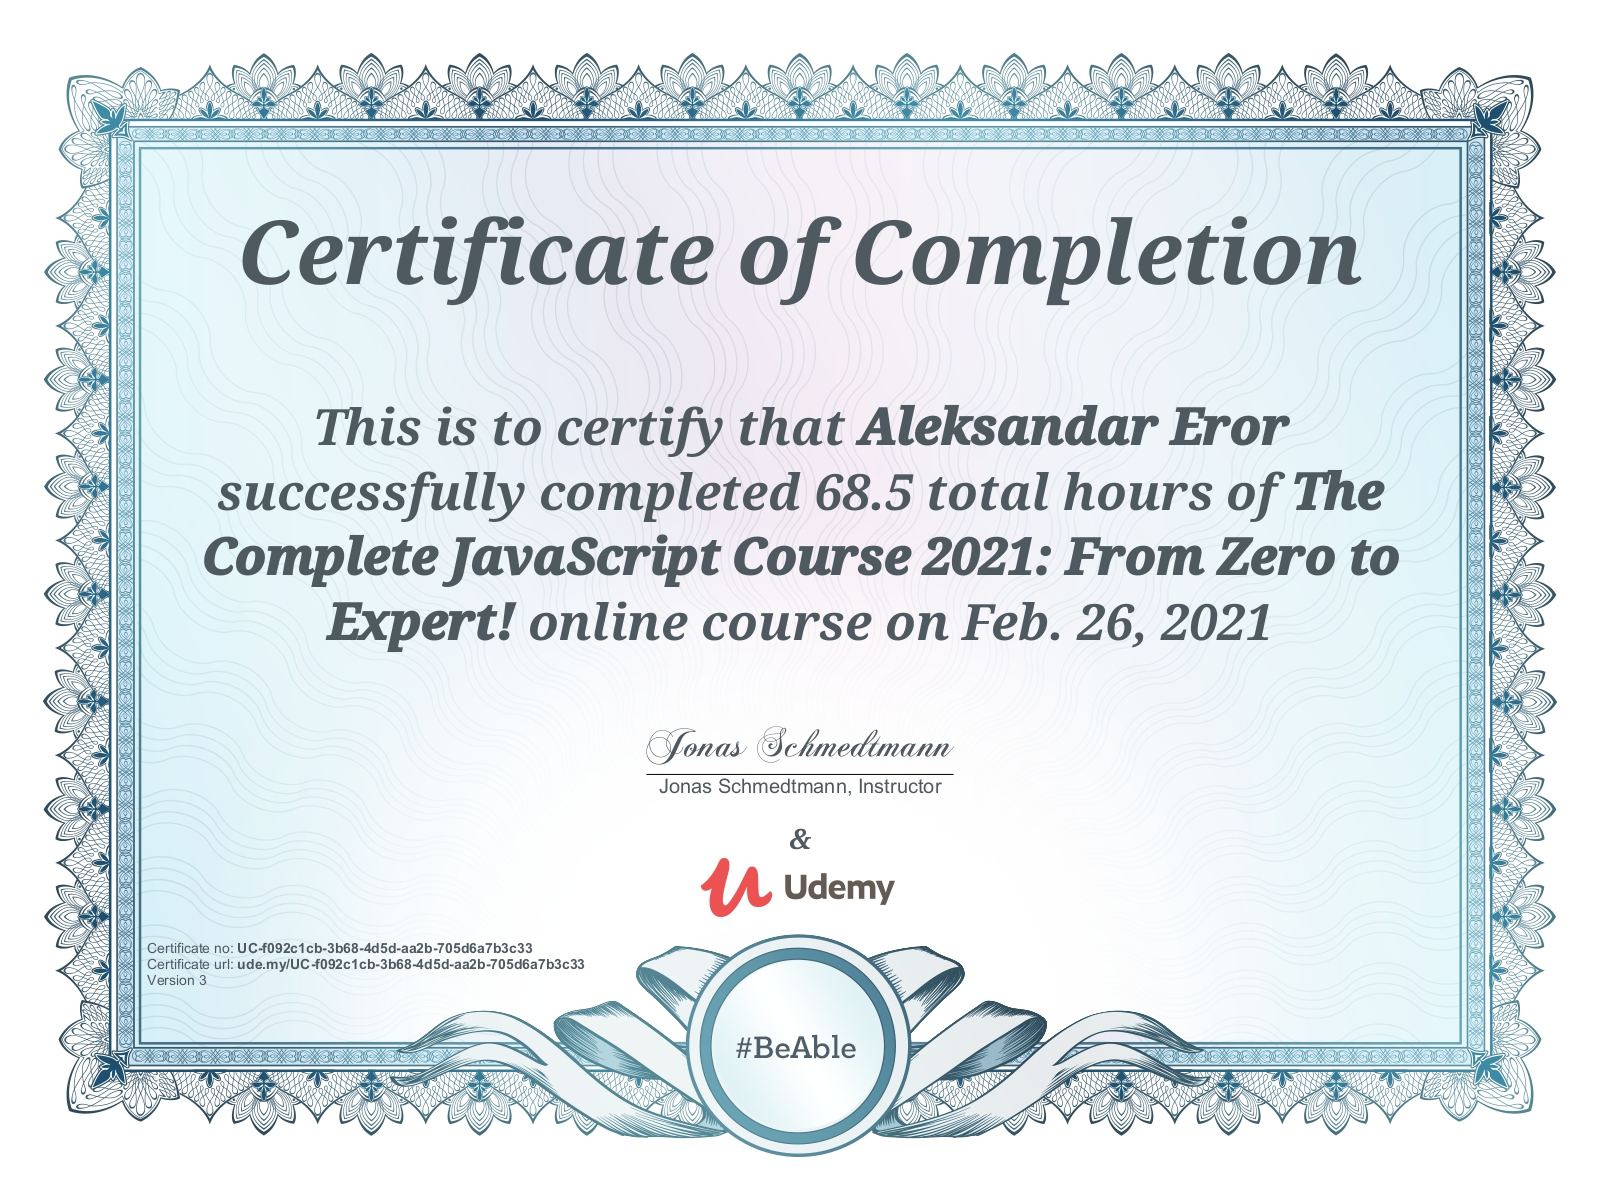 Certificate of Completion
This is to certify that Aleksandar Eror
successfully completed 68.5 total hours of The
Complete JavaScript Course 2021: From Zero to
Expert! online course on Feb. 26, 2021
Jonas Schmedtmann
Jonas Schmedtmann, Instructor
&
Udemy
Certificate no: UC-f092c1cb-3b68-4d5d-aa2b-705d6a7b3c33
Certificate url: ude.my/UC-f092c1cb-3b68-4d5d-aa2b-705d6a7b3c33
Version 3
#BeAble